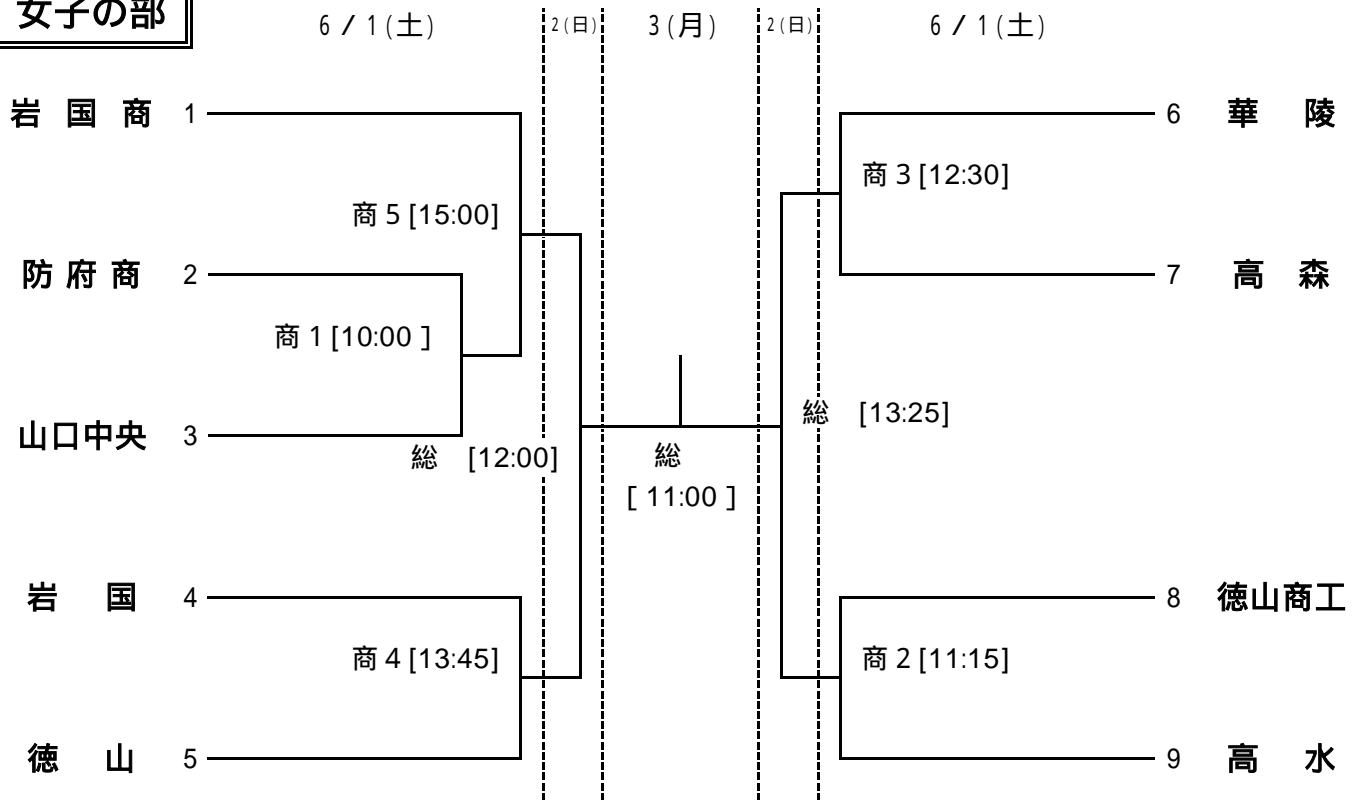 女子の部
6 / 1(土) 2(日) 3(月) 2(日) 6 / 1(土)
岩 国 商 1
商 5 [15:00]
防 府 商 2
商 1 [10:00 ]
山口中央 3
総 [12:00]
岩 国 4
商 4 [13:45]
徳 山 5
総
[ 11:00 ]
6 華 陵
商 3 [12:30]
7 高 森
総 [13:25]
8 徳山商工
商 2 [11:15]
9 高 水